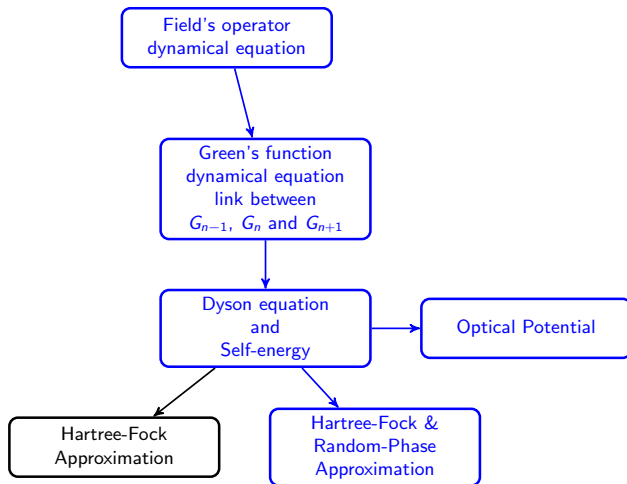 Field's operator
dynamical equation
Green's function
dynamical equation
link between
G_{n−1}, G_n and G_{n+1}
Dyson equation
and
Self-energy
Optical Potential
Hartree-Fock
Approximation
Hartree-Fock &
Random-Phase
Approximation